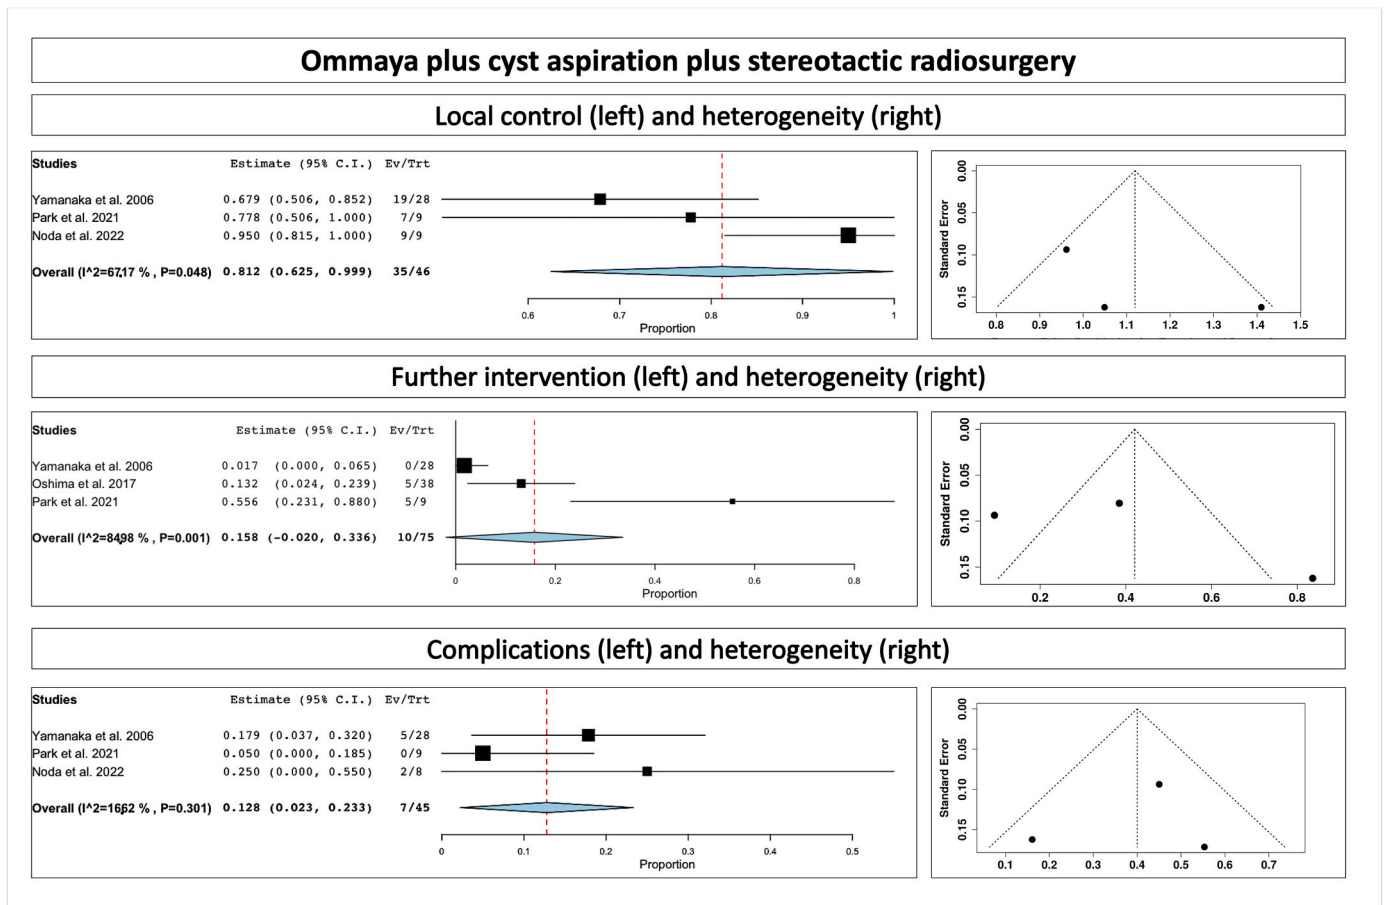 Ommaya plus cyst aspiration plus stereotactic radiosurgery
Local control (left) and heterogeneity (right)
Studies Estimate (95% C.I.) Ev/Trt
Yamanaka et al. 2006 0.679 (0.506, 0.852) 19/28
Park et al. 2021 0.778 (0.506, 1.000) 7/9
Noda et al. 2022 0.950 (0.815, 1.000) 9/9
Overall (I^2=67,17 % , P=0.048) 0.812 (0.625, 0.999) 35/46
0.6 0.7 0.8 0.9 1
Proportion
Standard Error
0.00
0.05
0.10
0.15
0.8 0.9 1.0 1.1 1.2 1.3 1.4 1.5
Further intervention (left) and heterogeneity (right)
Studies Estimate (95% C.I.) Ev/Trt
Yamanaka et al. 2006 0.017 (0.000, 0.065) 0/28
Oshima et al. 2017 0.132 (0.024, 0.239) 5/38
Park et al. 2021 0.556 (0.231, 0.880) 5/9
Overall (I^2=84,98 % , P=0.001) 0.158 (-0.020, 0.336) 10/75
0 0.2 0.4 0.6 0.8
Proportion
Standard Error
0.00
0.05
0.10
0.15
0.2 0.4 0.6 0.8
Complications (left) and heterogeneity (right)
Studies Estimate (95% C.I.) Ev/Trt
Yamanaka et al. 2006 0.179 (0.037, 0.320) 5/28
Park et al. 2021 0.050 (0.000, 0.185) 0/9
Noda et al. 2022 0.250 (0.000, 0.550) 2/8
Overall (I^2=16,62 % , P=0.301) 0.128 (0.023, 0.233) 7/45
0 0.1 0.2 0.3 0.4 0.5
Proportion
Standard Error
0.00
0.05
0.10
0.15
0.1 0.2 0.3 0.4 0.5 0.6 0.7